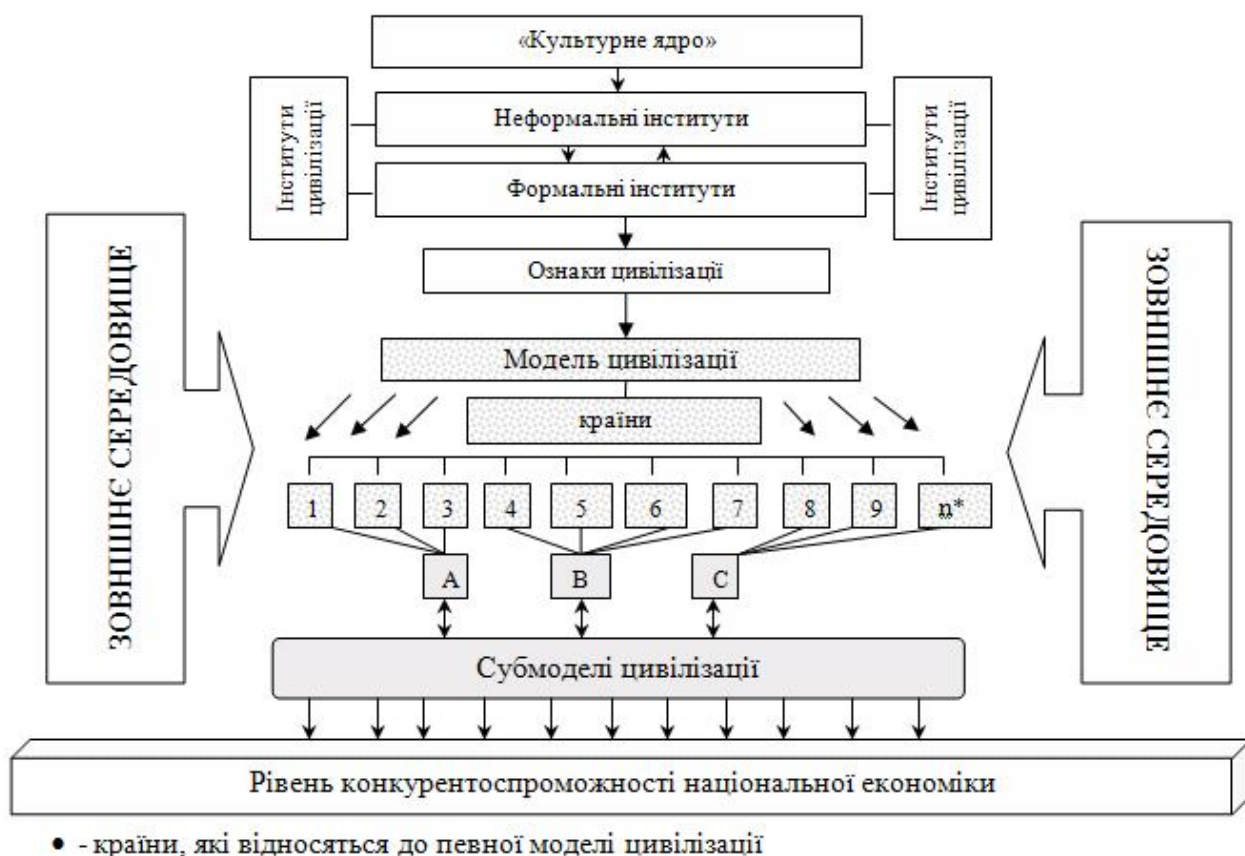 «Культурне ядро»
Інститути
цивілізації
Неформальні інститути
Інститути
цивілізації
Формальні інститути
ЗОВНІШНЄ СЕРЕДОВИЩЕ
Ознаки цивілізації
ЗОВНІШНЄ СЕРЕДОВИЩЕ
Модель цивілізації
країни
1 2 3 4 5 6 7 8 9 n*
А В С
Субмоделі цивілізації
Рівень конкурентоспроможності національної економіки
• - країни, які відносяться до певної моделі цивілізації